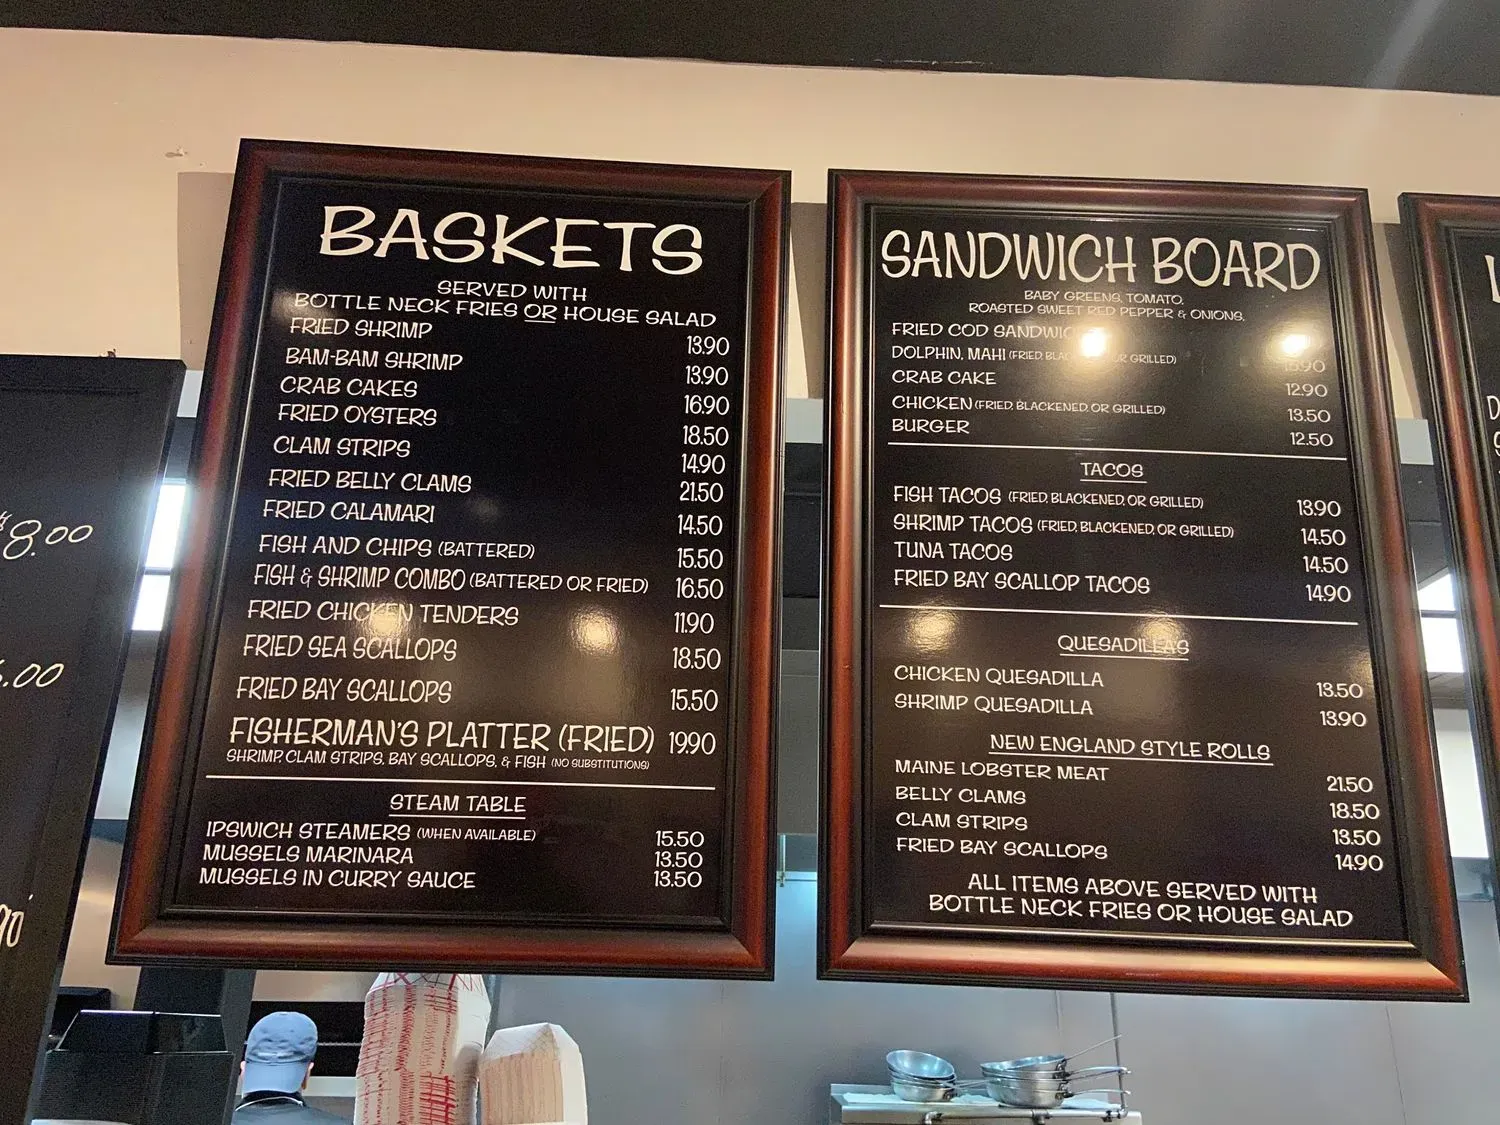 BASKETS
SERVED WITH
BOTTLE NECK FRIES OR HOUSE SALAD
FRIED SHRIMP 13.90
BAM-BAM SHRIMP 13.90
CRAB CAKES 16.90
FRIED OYSTERS 18.50
CLAM STRIPS 14.90
FRIED BELLY CLAMS 21.50
FRIED CALAMARI 14.50
FISH AND CHIPS (BATTERED) 15.50
FISH & SHRIMP COMBO (BATTERED OR FRIED) 16.50
FRIED CHICKEN TENDERS 11.90
FRIED SEA SCALLOPS 18.50
FRIED BAY SCALLOPS 15.50
FISHERMAN'S PLATTER (FRIED) 19.90
SHRIMP, CLAM STRIPS, BAY SCALLOPS, & FISH (NO SUBSTITUTIONS)
STEAM TABLE
IPSWICH STEAMERS (WHEN AVAILABLE) 15.50
MUSSELS MARINARA 13.50
MUSSELS IN CURRY SAUCE 13.50
SANDWICH BOARD
BABY GREENS, TOMATO,
ROASTED SWEET RED PEPPER & ONIONS.
FRIED COD
DOLPHIN, MAHI (FRIED, OR GRILLED)
CRAB CAKE 12.90
CHICKEN (FRIED, BLACKENED, OR GRILLED) 13.50
BURGER 12.50
TACOS
FISH TACOS (FRIED, BLACKENED, OR GRILLED) 13.90
SHRIMP TACOS (FRIED, BLACKENED, OR GRILLED) 14.50
TUNA TACOS 14.50
FRIED BAY SCALLOP TACOS 14.90
QUESADILLAS
CHICKEN QUESADILLA 13.50
SHRIMP QUESADILLA 13.90
NEW ENGLAND STYLE ROLLS
MAINE LOBSTER MEAT 21.50
BELLY CLAMS 18.50
CLAM STRIPS 13.50
FRIED BAY SCALLOPS 14.90
ALL ITEMS ABOVE SERVED WITH
BOTTLE NECK FRIES OR HOUSE SALAD